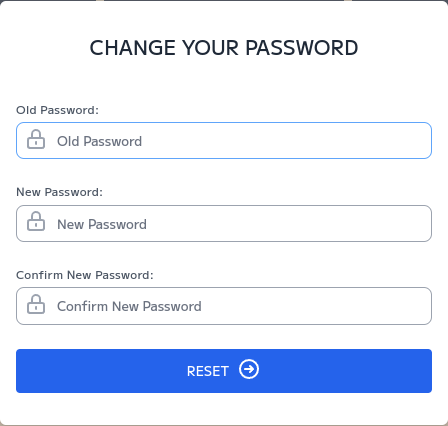 CHANGE YOUR PASSWORD
Old Password:
Old Password
New Password:
New Password
Confirm New Password:
Confirm New Password
RESET